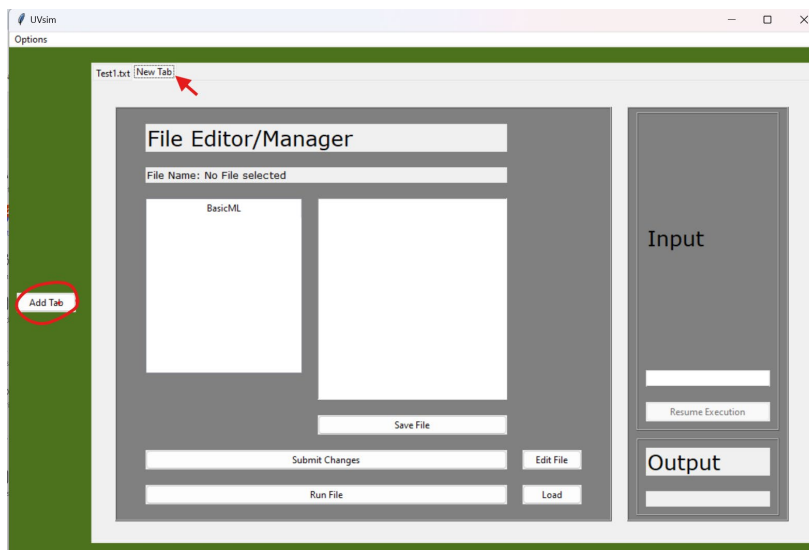 UVsim
Options
Test1.txt New Tab
File Editor/Manager
File Name: No File selected
BasicML
Input
Add Tab
Resume Execution
Save File
Submit Changes
Edit File
Output
Run File
Load